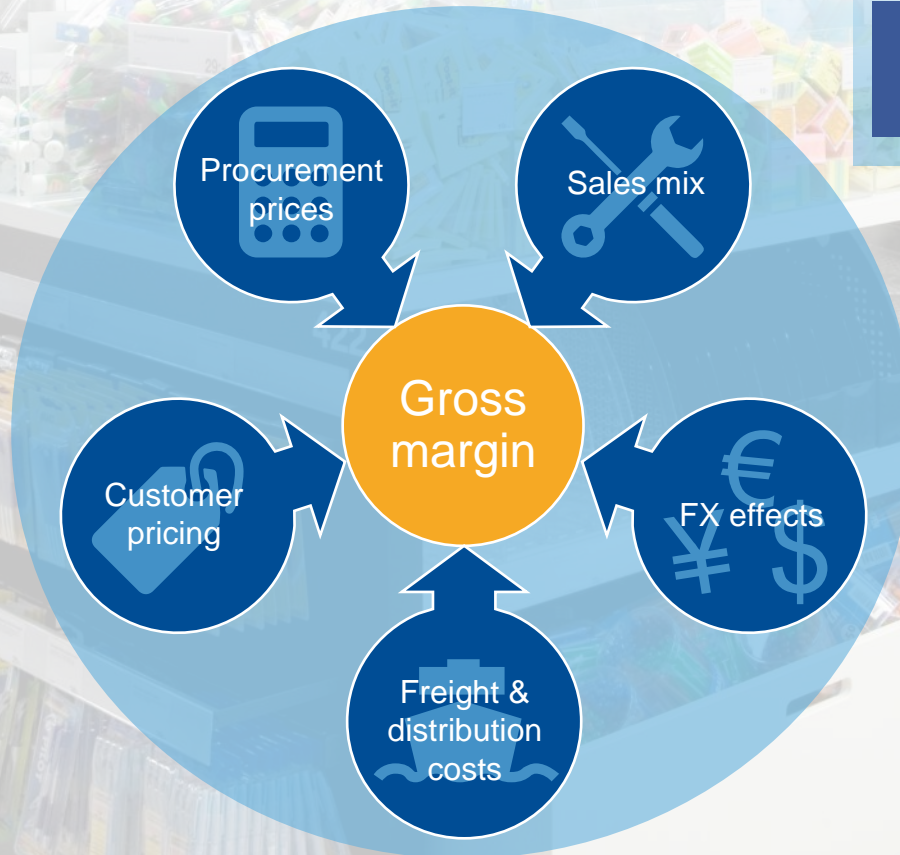 Procurement
prices
Sales mix
Gross
margin
Customer
pricing
FX effects
€
¥
$
Freight &
distribution
costs